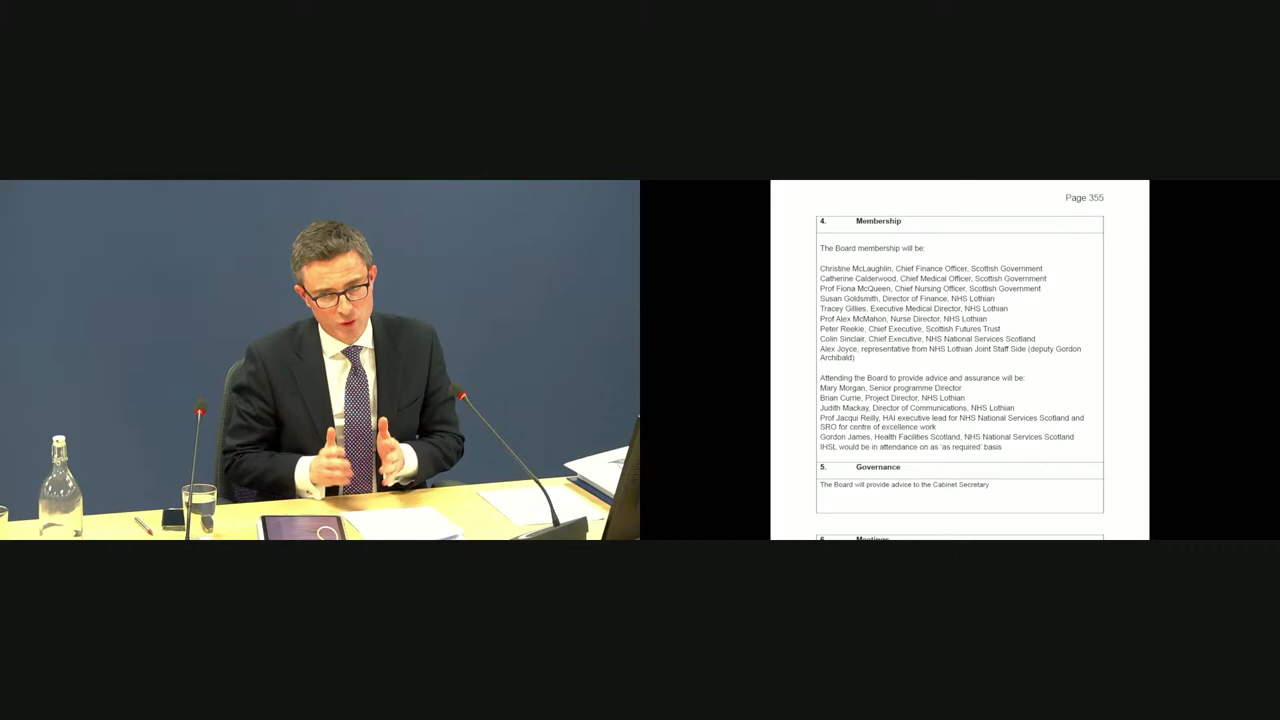 Page 355
4. Membership
The Board membership will be:
Christine McLaughlin, Chief Finance Officer, Scottish Government
Catherine Calderwood, Chief Medical Officer, Scottish Government
Prof Fiona McQueen, Chief Nursing Officer, Scottish Government
Susan Goldsmith, Director of Finance, NHS Lothian
Tracey Gillies, Executive Medical Director, NHS Lothian
Prof Alex McMahon, Nurse Director, NHS Lothian
Peter Reekie, Chief Executive, Scottish Futures Trust
Colin Sinclair, Chief Executive, NHS National Services Scotland
Alex Joyce, representative from NHS Lothian Joint Staff Side (deputy Gordon
Archibald)
Attending the Board to provide advice and assurance will be:
Mary Morgan, Senior programme Director
Brian Currie, Project Director, NHS Lothian
Judith Mackay, Director of Communications, NHS Lothian
Prof Jacqui Reilly, HAI executive lead for NHS National Services Scotland and
SRO for centre of excellence work
Gordon James, Health Facilities Scotland, NHS National Services Scotland
IHSL would be in attendance on as 'as required' basis
5. Governance
The Board will provide advice to the Cabinet Secretary
6. Meetings